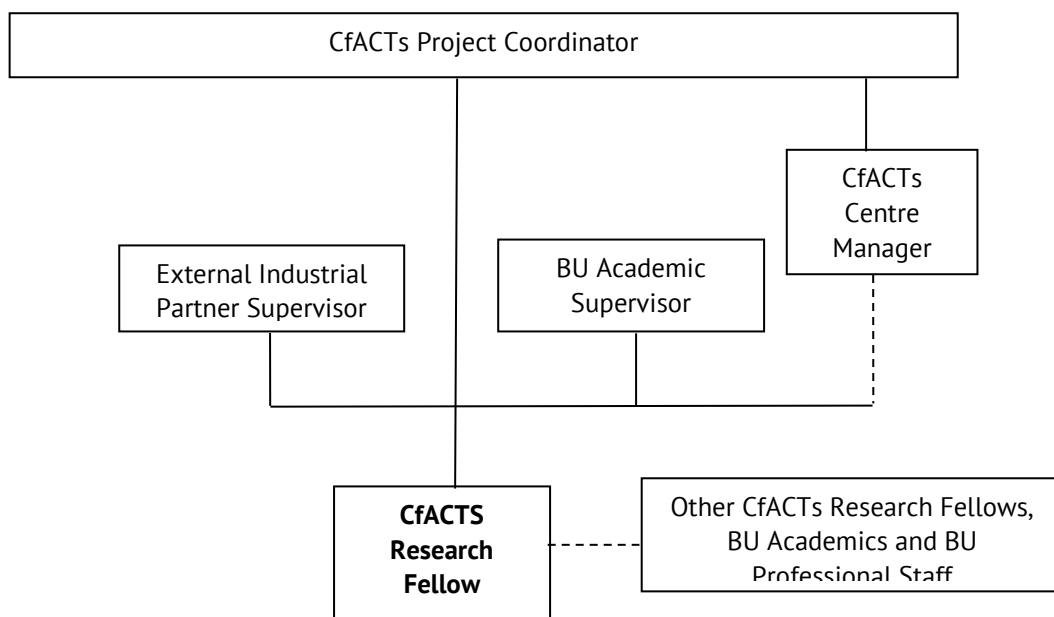 CfACTs Project Coordinator
CfACTs
Centre
Manager
External Industrial
Partner Supervisor
BU Academic
Supervisor
CfACTS
Research
Fellow
Other CfACTs Research Fellows,
BU Academics and BU
Professional Staff